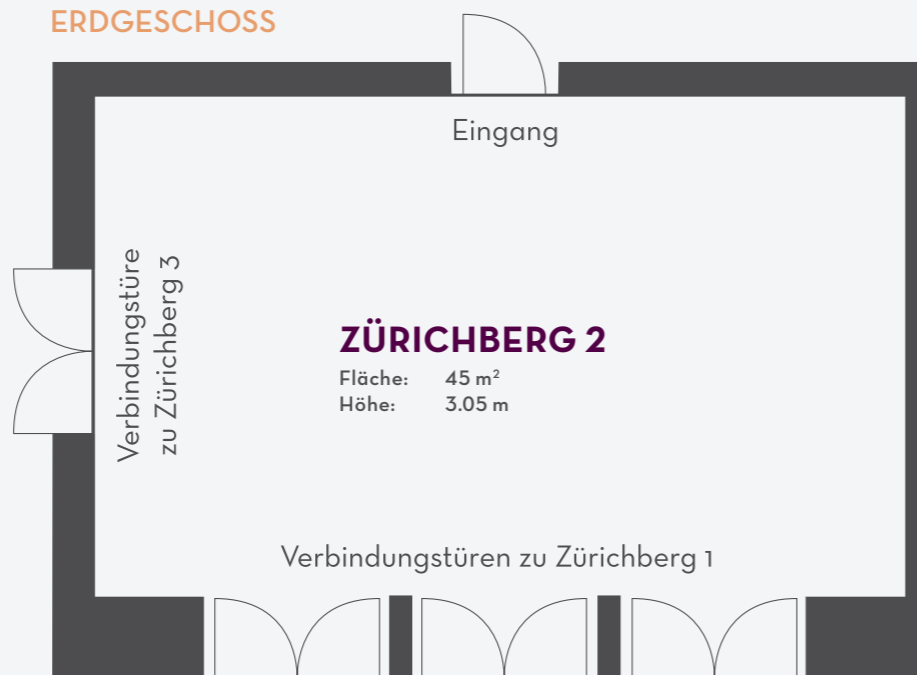 ERDGESCHOSS
Eingang
Verbindungstüre
zu Zürichberg 3
ZÜRICHBERG 2
Fläche: 45 m²
Höhe: 3.05 m
Verbindungstüren zu Zürichberg 1